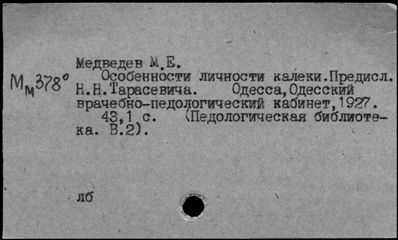 Медведев М.Е.
Мм378° Особенности личности калеки.Предисл.
Н.Н.Тарасевича. Одесса,Одесский
врачебно-педологический кабинет,1927.
43,1 с. (Педологическая библиоте-
ка. В.2).
лб